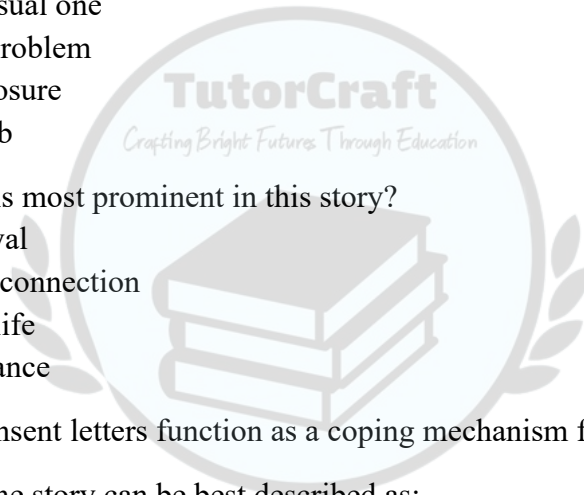 sual one
roblem
osure
TutorCraft
b
Crafting Bright Futures Through Education
s most prominent in this story?
val
connection
life
ance
nsent letters function as a coping mechanism f
ne story can be best described as: